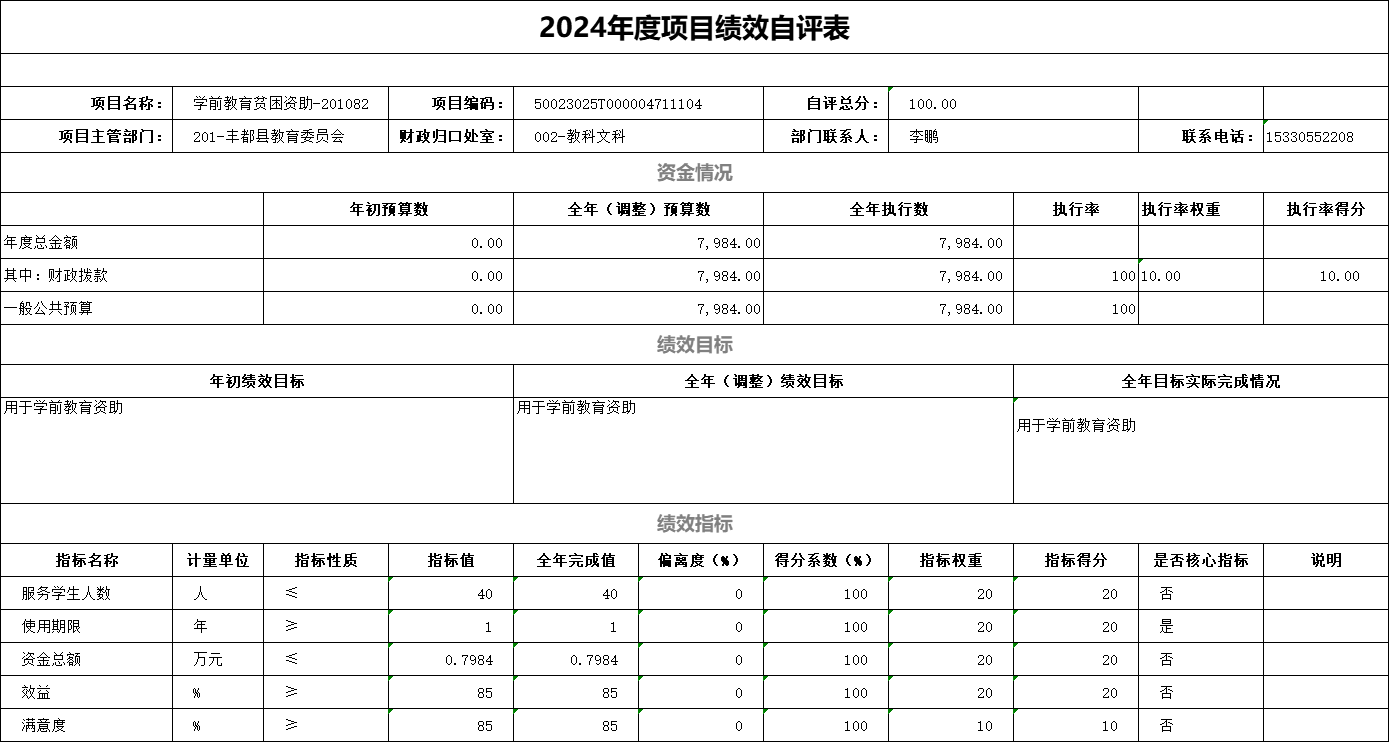 2024年度项目绩效自评表
项目名称： 学前教育贫困资助-201082 项目编码： 50023025T000004711104 自评总分： 100.00
项目主管部门： 201-丰都县教育委员会 财政归口处室： 002-教科文科 部门联系人： 李鹏 联系电话： 15330552208
资金情况
年初预算数 全年（调整）预算数 全年执行数 执行率 执行率权重 执行率得分
年度总金额 0.00 7,984.00 7,984.00
其中：财政拨款 0.00 7,984.00 7,984.00 100 10.00 10.00
一般公共预算 0.00 7,984.00 7,984.00 100
绩效目标
年初绩效目标 全年（调整）绩效目标 全年目标实际完成情况
用于学前教育资助 用于学前教育资助 用于学前教育资助
绩效指标
指标名称 计量单位 指标性质 指标值 全年完成值 偏离度（%） 得分系数（%） 指标权重 指标得分 是否核心指标 说明
服务学生人数 人 ≤ 40 40 0 100 20 20 否
使用期限 年 ≥ 1 1 0 100 20 20 是
资金总额 万元 ≤ 0.7984 0.7984 0 100 20 20 否
效益 % ≥ 85 85 0 100 20 20 否
满意度 % ≥ 85 85 0 100 10 10 否